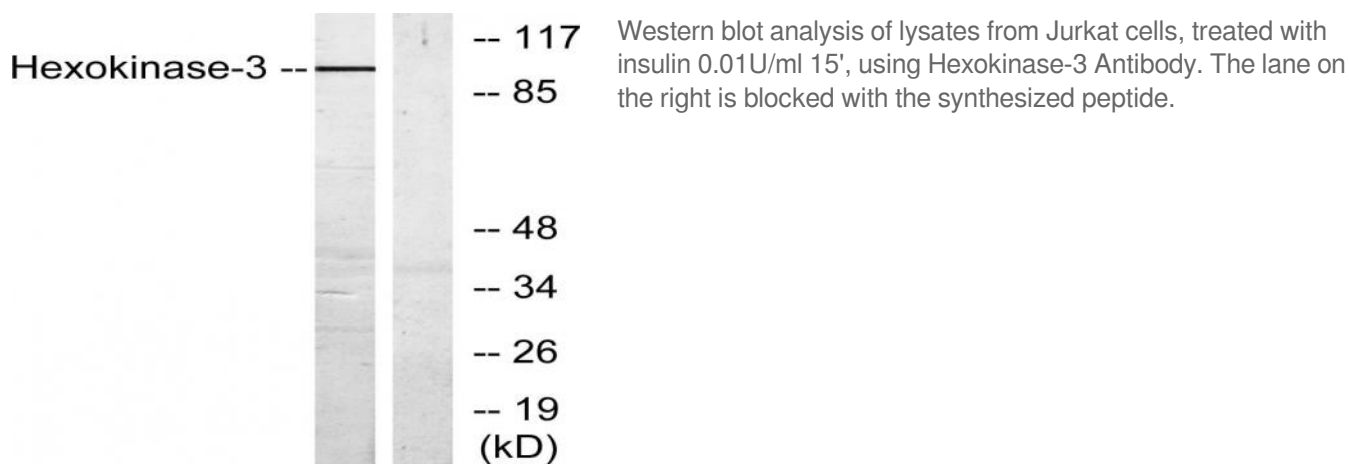 Hexokinase-3 --
-- 117
-- 85
-- 48
-- 34
-- 26
-- 19
(kD)
Western blot analysis of lysates from Jurkat cells, treated with
insulin 0.01U/ml 15', using Hexokinase-3 Antibody. The lane on
the right is blocked with the synthesized peptide.